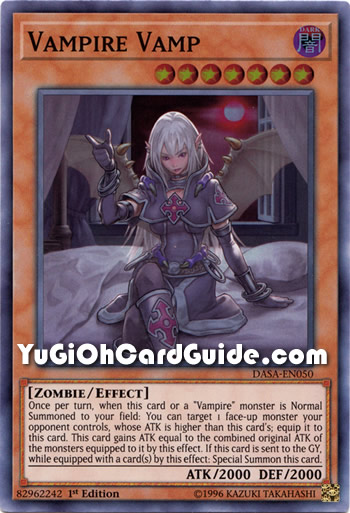 VAMPIRE VAMP
DARK
闇
YuGiOhCardGuide.com
DASA-EN050
[ZOMBIE/EFFECT]
Once per turn, when this card or a "Vampire" monster is Normal
Summoned to your field: You can target 1 face-up monster your
opponent controls, whose ATK is higher than this card's; equip it to
this card. This card gains ATK equal to the combined original ATK of
the monsters equipped to it by this effect. If this card is sent to the GY,
while equipped with a card(s) by this effect: Special Summon this card.
ATK/2000 DEF/2000
82962242 1st Edition ©1996 KAZUKI TAKAHASHI